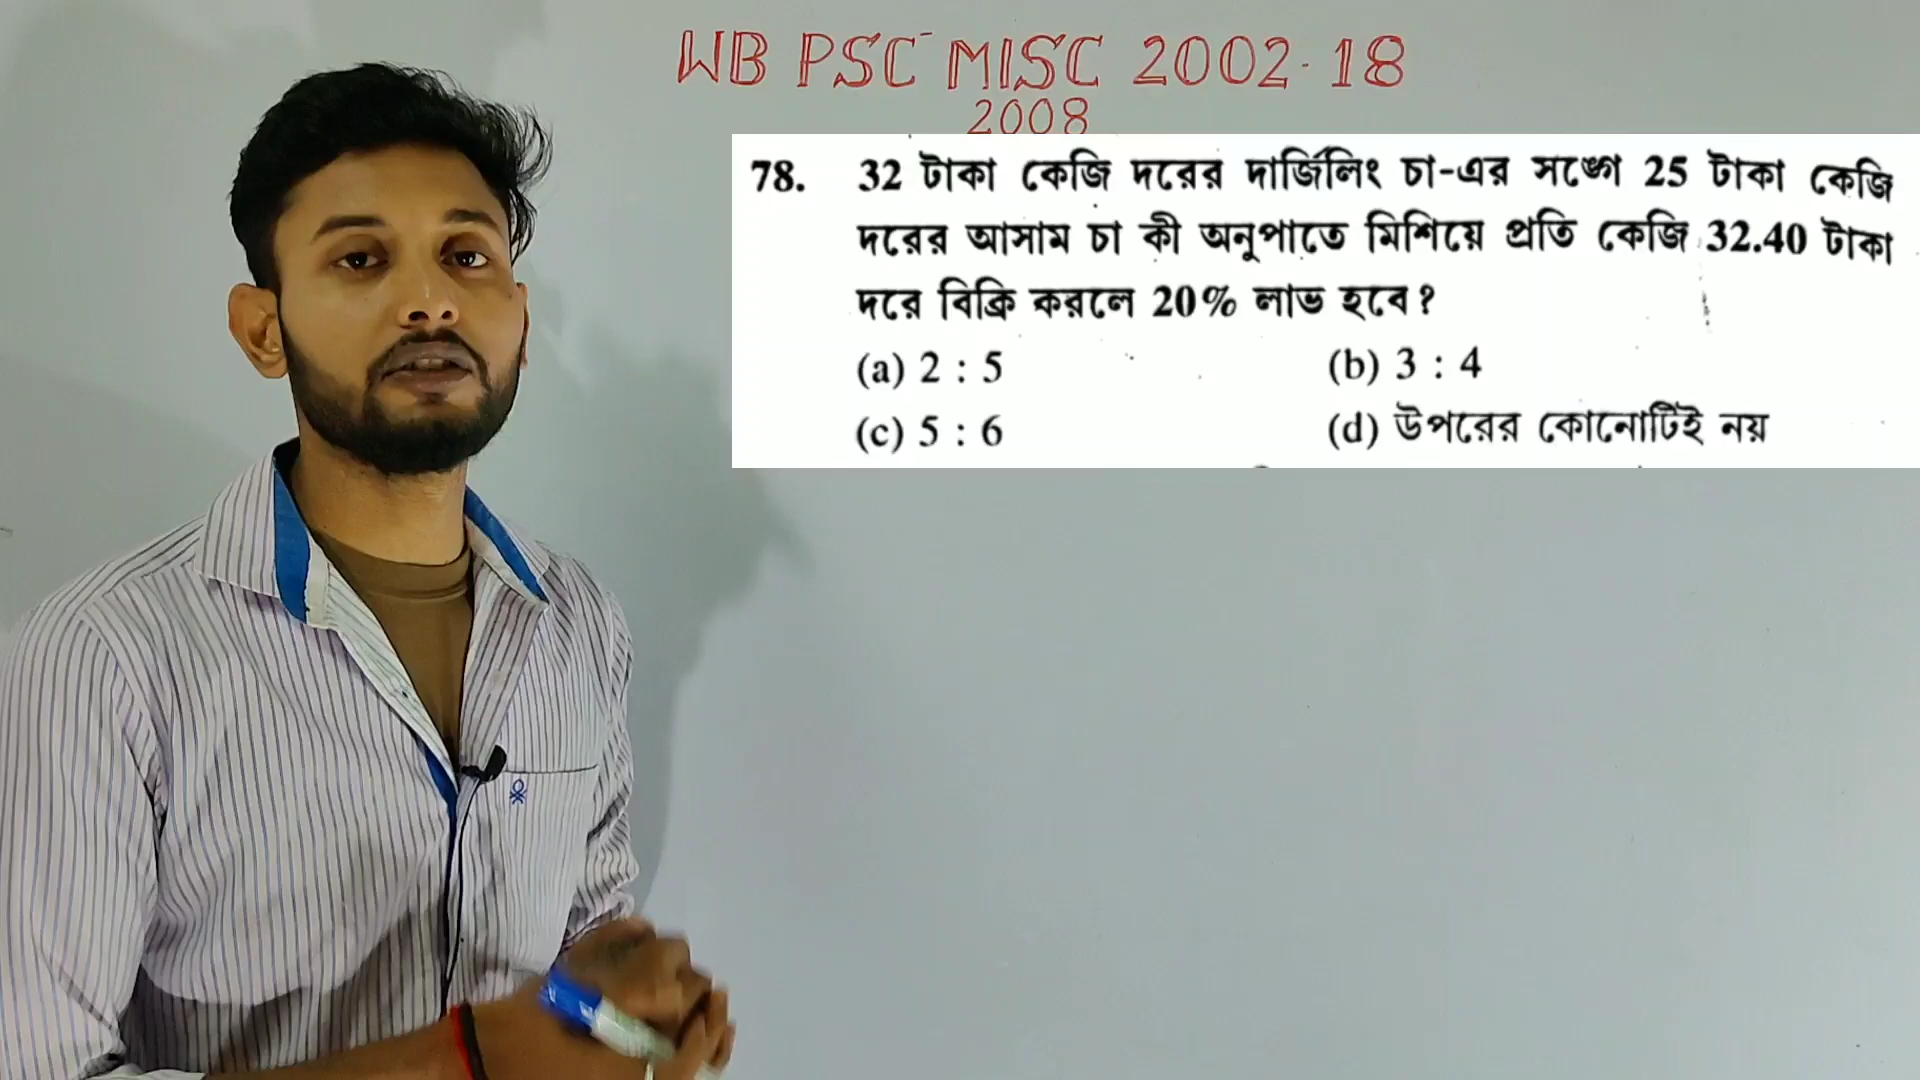 WB PSC MISC 2002-18
2008
78. 32 টাকা কেজি দরের দার্জিলিং চা-এর সঙ্গে 25 টাকা কেজি
দরের আসাম চা কী অনুপাতে মিশিয়ে প্রতি কেজি 32.40 টাকা
দরে বিক্রি করলে 20% লাভ হবে?
(a) 2 : 5 (b) 3 : 4
(c) 5 : 6 (d) উপরের কোনোটিই নয়